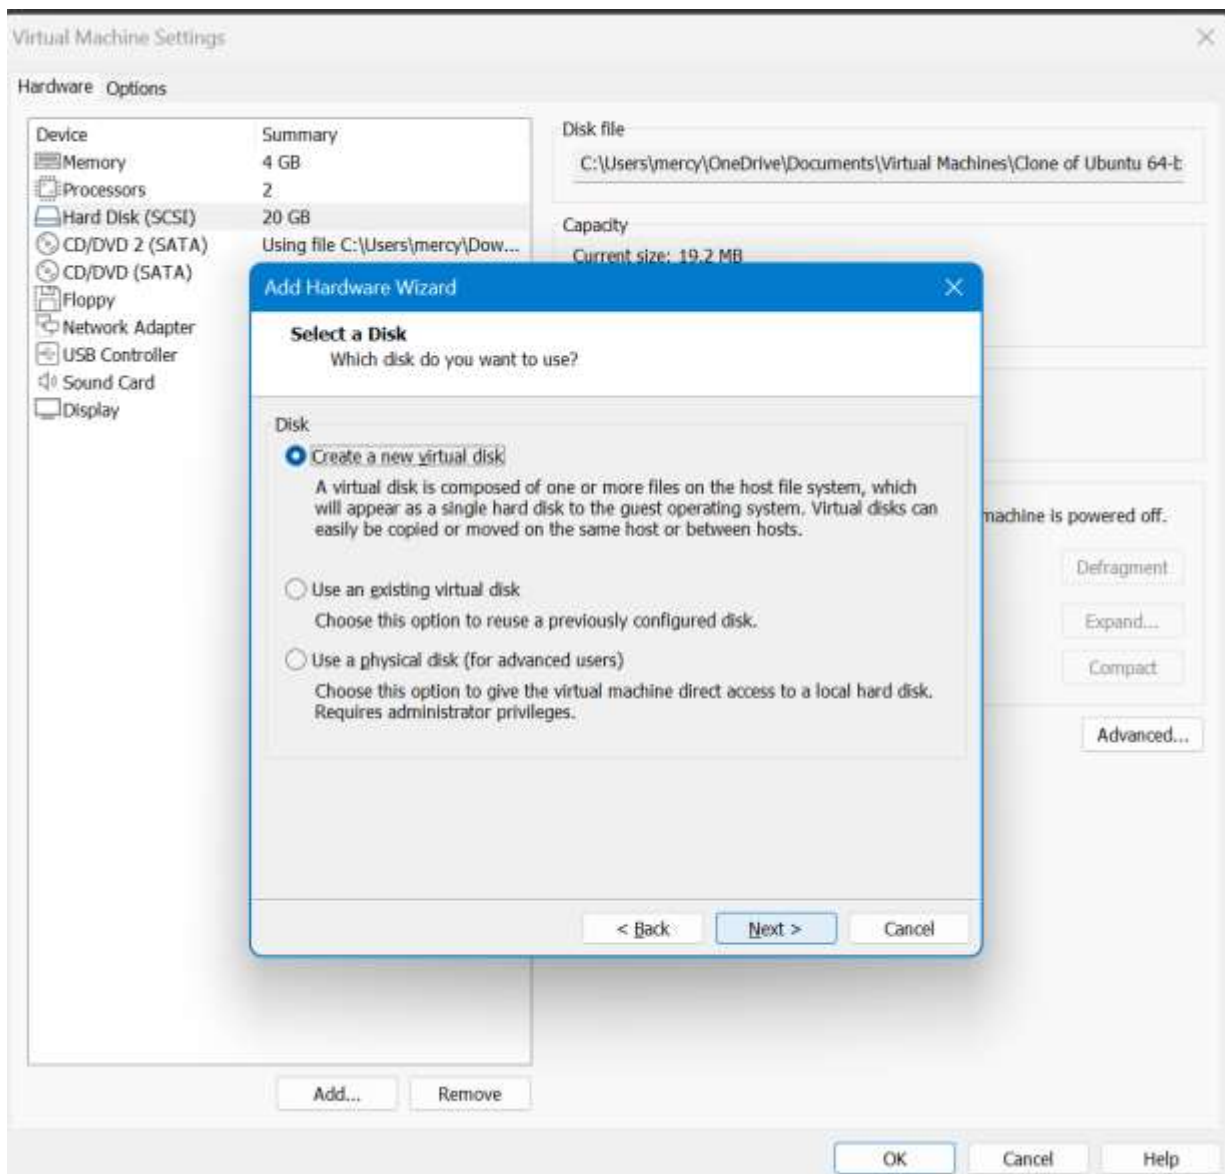 Virtual Machine Settings
Hardware Options
Device Summary
Memory 4 GB
Processors 2
Hard Disk (SCSI) 20 GB
CD/DVD 2 (SATA) Using file C:\Users\mercy\Dow...
CD/DVD (SATA)
Floppy
Network Adapter
USB Controller
Sound Card
Display
Disk file
C:\Users\mercy\OneDrive\Documents\Virtual Machines\Clone of Ubuntu 64-b
Capacity
Current size: 19.2 MB
machine is powered off.
Defragment
Expand...
Compact
Advanced...
Add Hardware Wizard
Select a Disk
Which disk do you want to use?
Disk
Create a new virtual disk
A virtual disk is composed of one or more files on the host file system, which
will appear as a single hard disk to the guest operating system. Virtual disks can
easily be copied or moved on the same host or between hosts.
Use an existing virtual disk
Choose this option to reuse a previously configured disk.
Use a physical disk (for advanced users)
Choose this option to give the virtual machine direct access to a local hard disk.
Requires administrator privileges.
< Back Next > Cancel
Add... Remove
OK Cancel Help